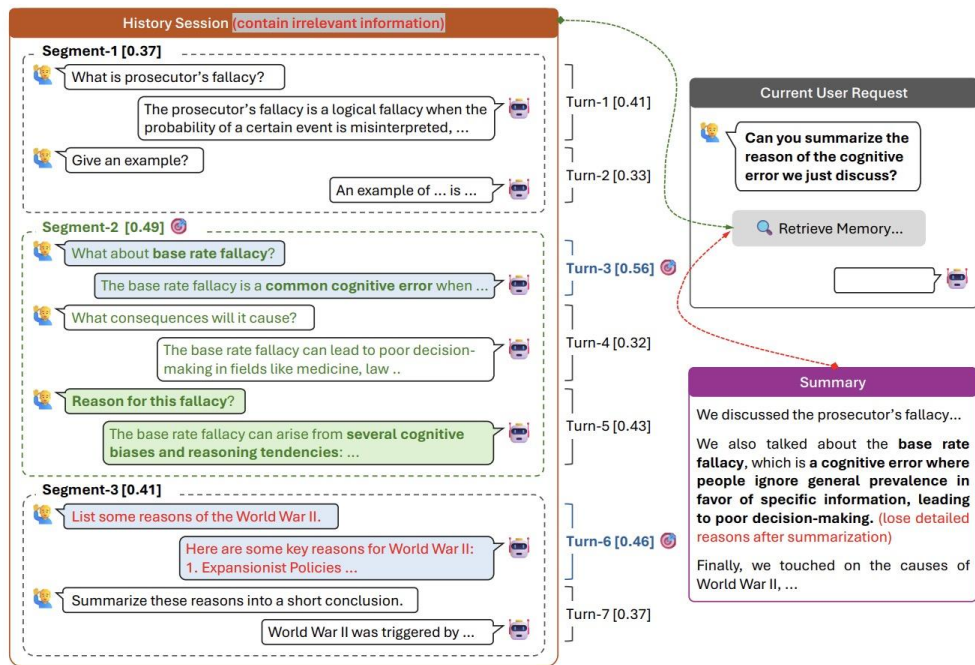 History Session (contain irrelevant information)
Segment-1 [0.37]
What is prosecutor's fallacy?
The prosecutor's fallacy is a logical fallacy when the
probability of a certain event is misinterpreted, ...
Turn-1 [0.41]
Give an example?
An example of ... is ...
Turn-2 [0.33]
Segment-2 [0.49]
What about base rate fallacy?
The base rate fallacy is a common cognitive error when ...
Turn-3 [0.56]
What consequences will it cause?
The base rate fallacy can lead to poor decision-
making in fields like medicine, law ..
Turn-4 [0.32]
Reason for this fallacy?
The base rate fallacy can arise from several cognitive
biases and reasoning tendencies: ...
Turn-5 [0.43]
Segment-3 [0.41]
List some reasons of the World War II.
Here are some key reasons for World War II:
1. Expansionist Policies ...
Turn-6 [0.46]
Summarize these reasons into a short conclusion.
World War II was triggered by ...
Turn-7 [0.37]
Current User Request
Can you summarize the
reason of the cognitive
error we just discuss?
Retrieve Memory...
Summary
We discussed the prosecutor's fallacy...
We also talked about the base rate
fallacy, which is a cognitive error where
people ignore general prevalence in
favor of specific information, leading
to poor decision-making. (lose detailed
reasons after summarization)
Finally, we touched on the causes of
World War II, ...